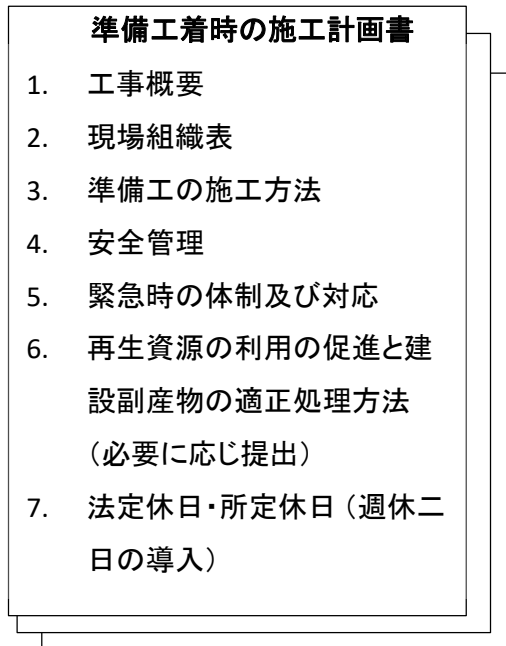 準備工着時の施工計画書
1. 工事概要
2. 現場組織表
3. 準備工の施工方法
4. 安全管理
5. 緊急時の体制及び対応
6. 再生資源の利用の促進と建
設副産物の適正処理方法
（必要に応じ提出）
7. 法定休日・所定休日（週休二
日の導入）